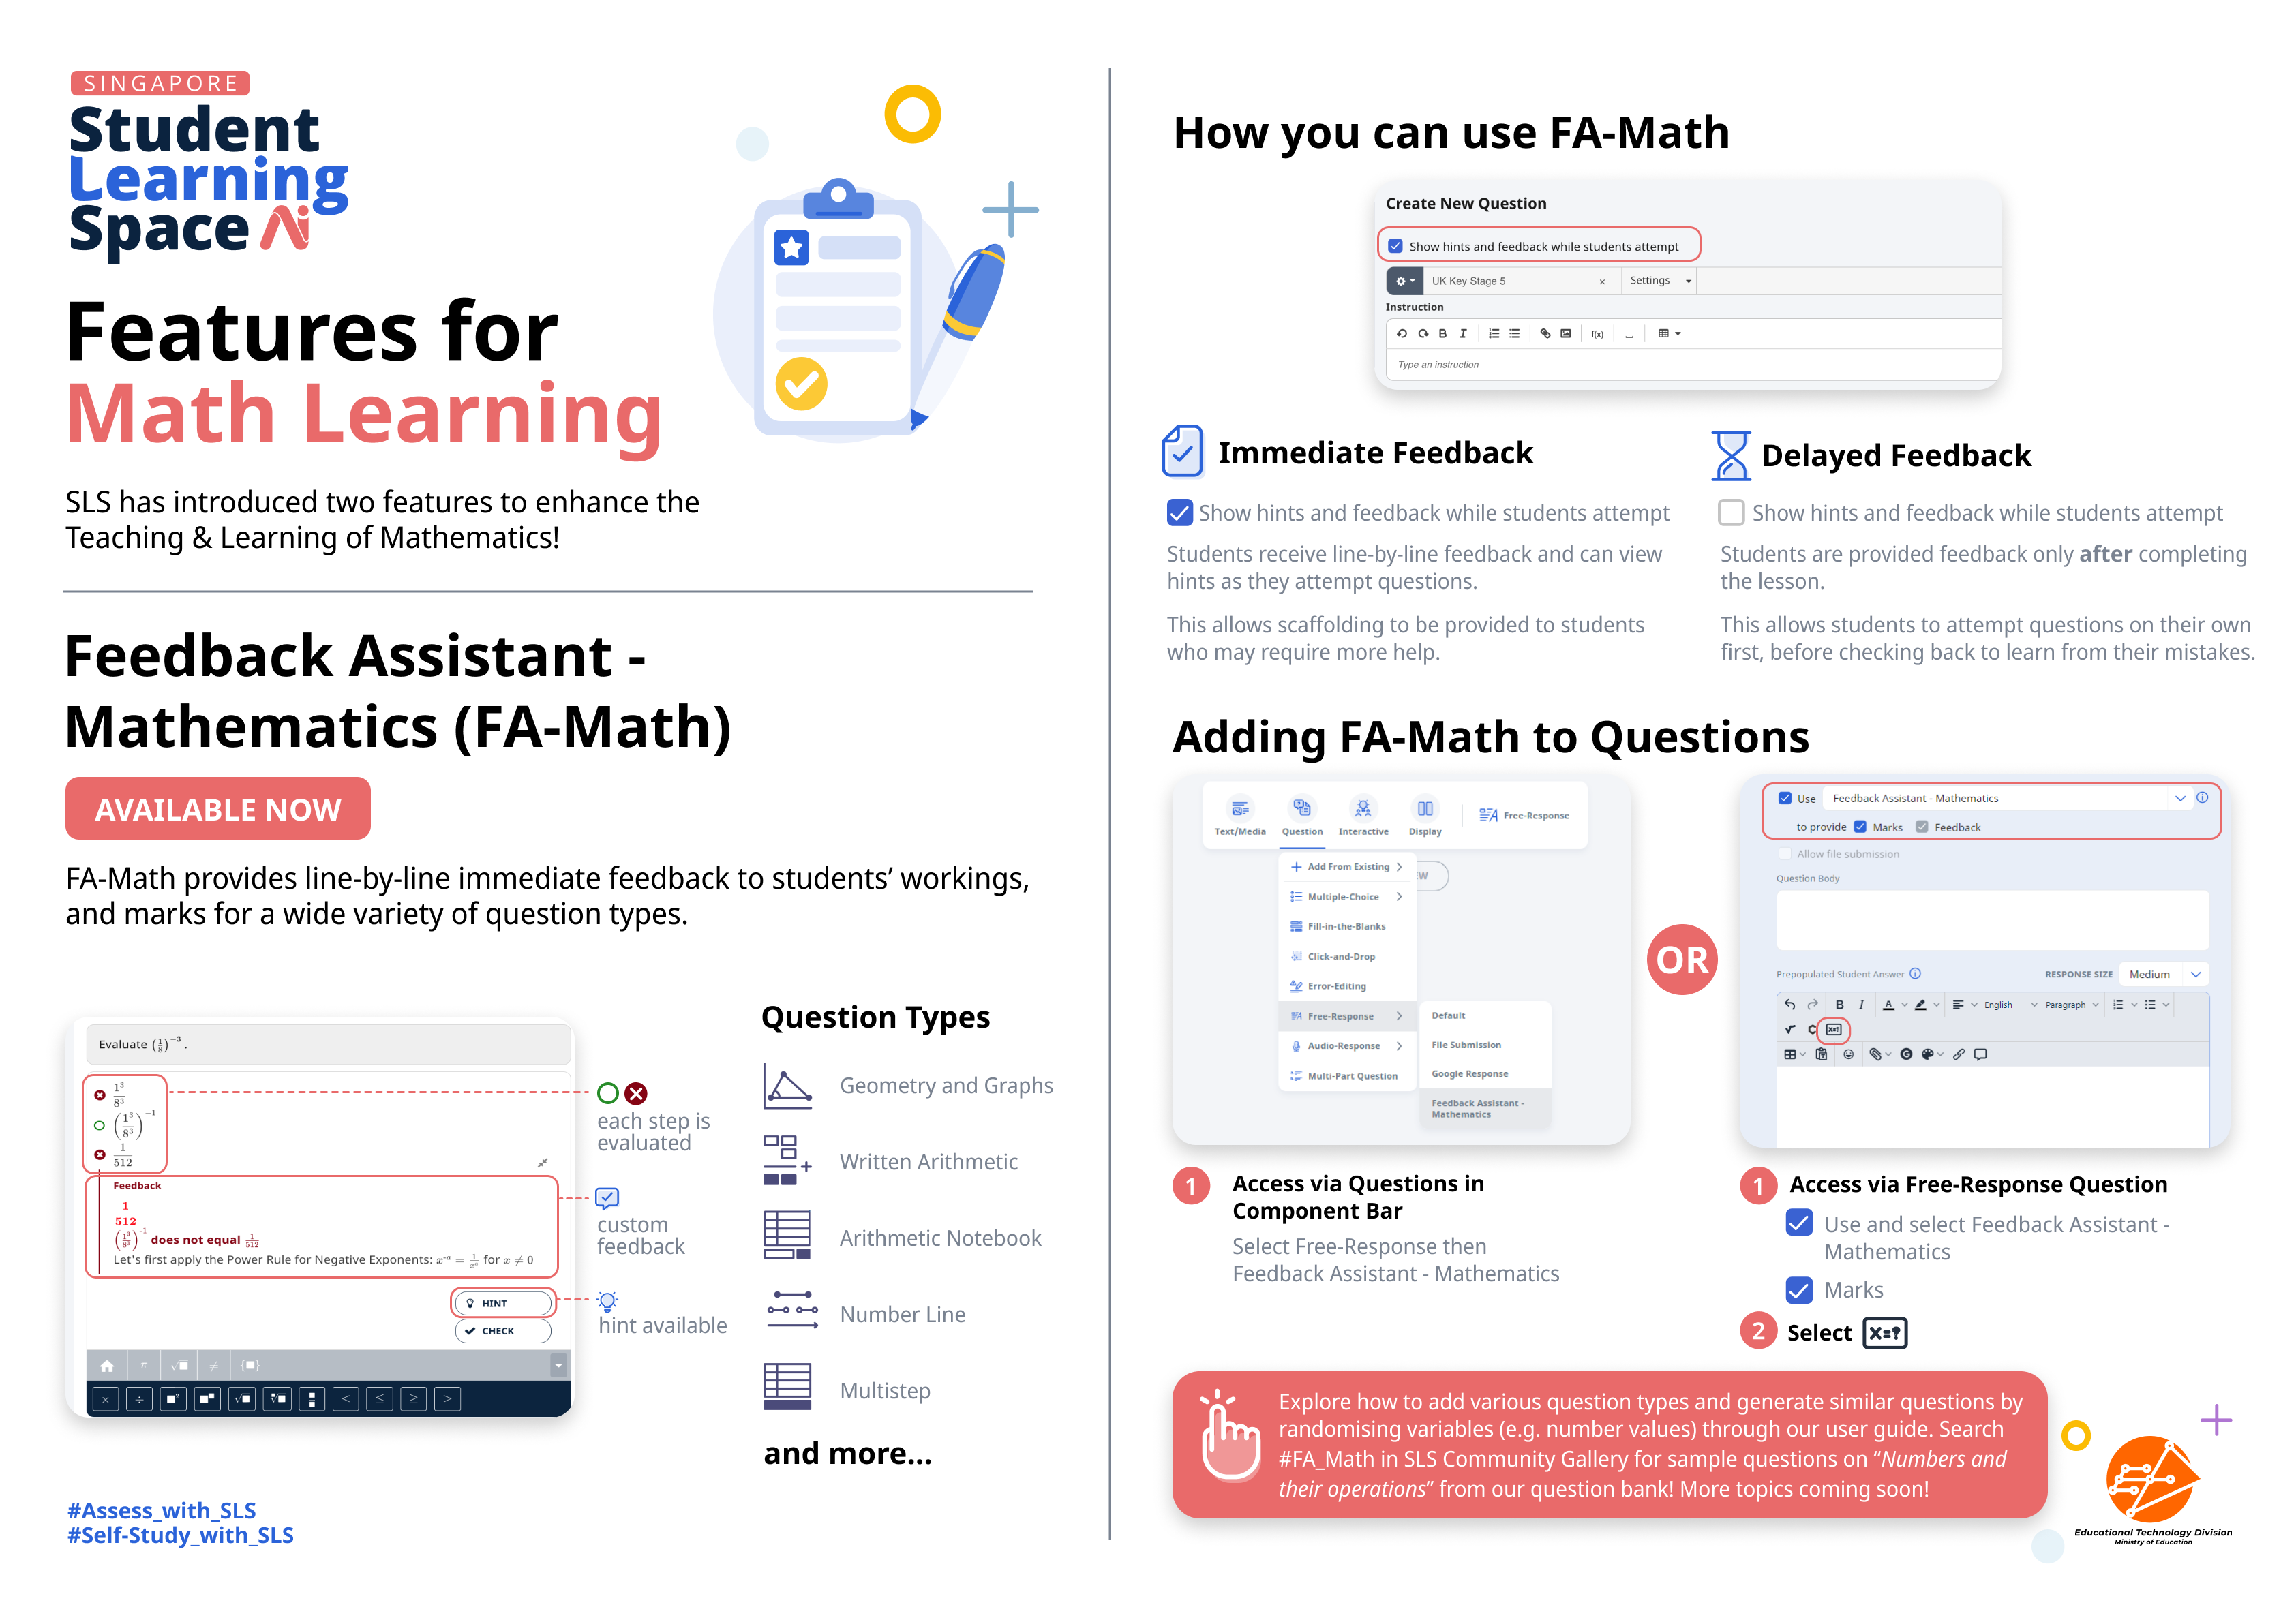 SINGAPORE
Student
Learning
Space Ai
Features for
Math Learning
SLS has introduced two features to enhance the
Teaching & Learning of Mathematics!
Feedback Assistant -
Mathematics (FA-Math)
AVAILABLE NOW
FA-Math provides line-by-line immediate feedback to students’ workings,
and marks for a wide variety of question types.
Evaluate (1/8)^-3 .
1^3/8^3
(1^3/8^3)^-1
1/512
Feedback
1/512
(1^3/8^3)^-1 does not equal 1/512
Let's first apply the Power Rule for Negative Exponents: x^-a = 1/x^a for x ≠ 0
HINT
CHECK
π √ ≠ {■}
× ÷ ■² √ < ≤ ≥ >
each step is
evaluated
custom
feedback
hint available
Question Types
Geometry and Graphs
Written Arithmetic
Arithmetic Notebook
Number Line
Multistep
and more...
#Assess_with_SLS
#Self-Study_with_SLS
How you can use FA-Math
Create New Question
Show hints and feedback while students attempt
UK Key Stage 5 × Settings
Instruction
B I f(x)
Type an instruction
Immediate Feedback
Show hints and feedback while students attempt
Students receive line-by-line feedback and can view
hints as they attempt questions.
This allows scaffolding to be provided to students
who may require more help.
Delayed Feedback
Show hints and feedback while students attempt
Students are provided feedback only after completing
the lesson.
This allows students to attempt questions on their own
first, before checking back to learn from their mistakes.
Adding FA-Math to Questions
Text/Media Question Interactive Display Free-Response
Add From Existing
EW
Multiple-Choice
Fill-in-the-Blanks
Click-and-Drop
Error-Editing
Free-Response
Audio-Response
Multi-Part Question
Default
File Submission
Google Response
Feedback Assistant -
Mathematics
OR
Use Feedback Assistant - Mathematics
to provide Marks Feedback
Allow file submission
Question Body
Prepopulated Student Answer RESPONSE SIZE Medium
B I A English Paragraph
x=?
1 Access via Questions in
Component Bar
Select Free-Response then
Feedback Assistant - Mathematics
1 Access via Free-Response Question
Use and select Feedback Assistant -
Mathematics
Marks
2 Select x=?
Explore how to add various question types and generate similar questions by
randomising variables (e.g. number values) through our user guide. Search
#FA_Math in SLS Community Gallery for sample questions on “Numbers and
their operations” from our question bank! More topics coming soon!
Educational Technology Division
Ministry of Education